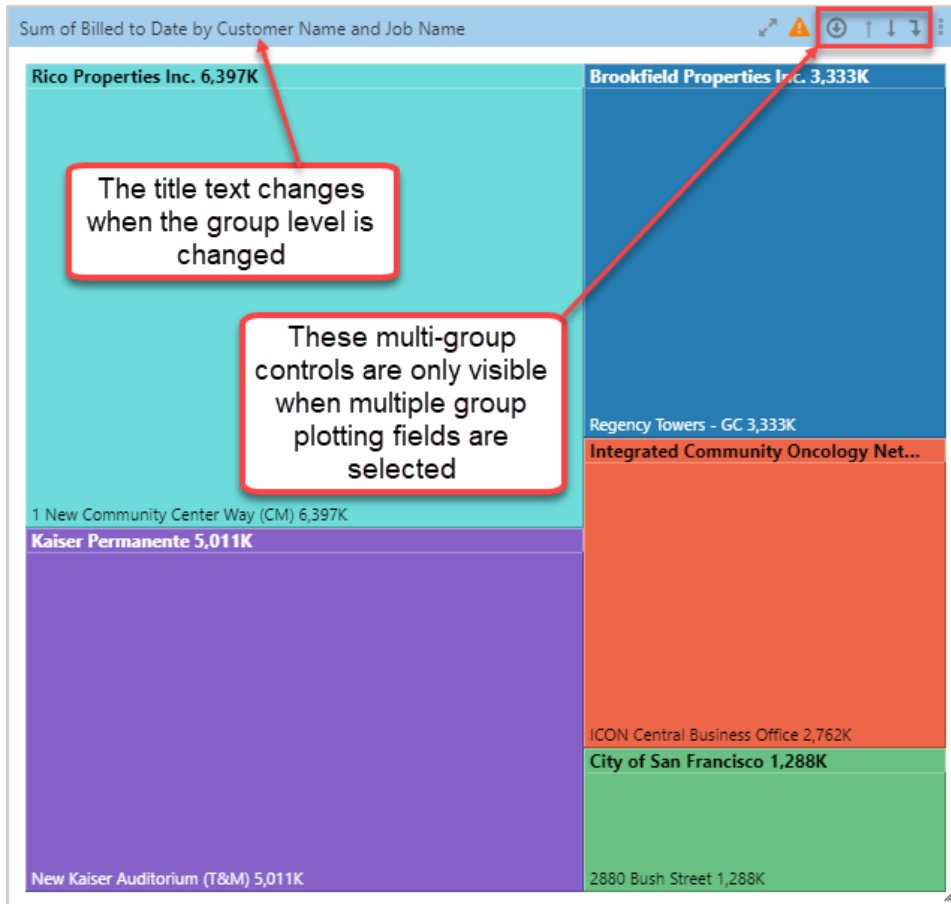 Sum of Billed to Date by Customer Name and Job Name
Rico Properties Inc. 6,397K
Brookfield Properties Inc. 3,333K
The title text changes
when the group level is
changed
These multi-group
controls are only visible
when multiple group
plotting fields are
selected
Regency Towers - GC 3,333K
Integrated Community Oncology Net...
1 New Community Center Way (CM) 6,397K
Kaiser Permanente 5,011K
ICON Central Business Office 2,762K
City of San Francisco 1,288K
New Kaiser Auditorium (T&M) 5,011K
2880 Bush Street 1,288K